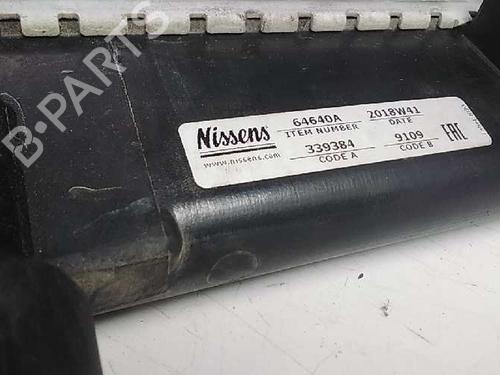 B-PARTS
Nissens
www.nissens.com
64640A
ITEM NUMBER
2018W41
DATE
339384
CODE A
9109
CODE B
EAC